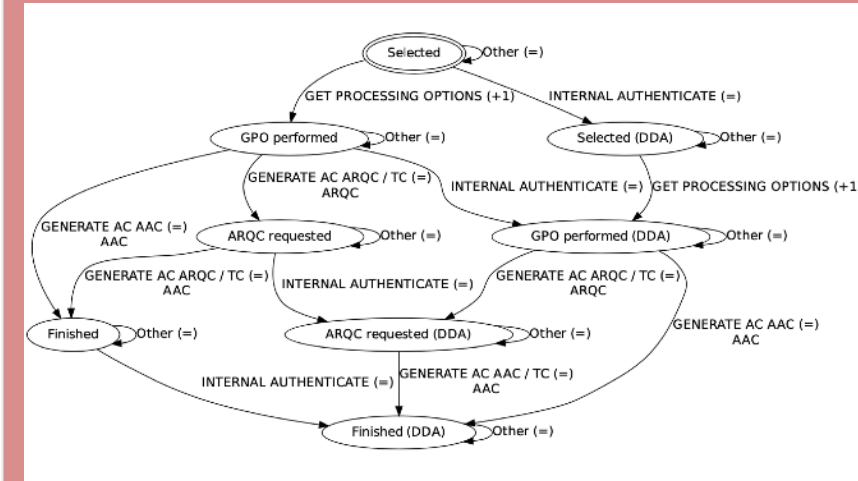 Selected
Other (=)
GET PROCESSING OPTIONS (+1)
INTERNAL AUTHENTICATE (=)
GPO performed
Other (=)
Selected (DDA)
Other (=)
GENERATE AC ARQC / TC (=)
ARQC
INTERNAL AUTHENTICATE (=)
GET PROCESSING OPTIONS (+1
GENERATE AC AAC (=)
AAC
ARQC requested
Other (=)
GPO performed (DDA)
Other (=)
GENERATE AC ARQC / TC (=)
AAC
INTERNAL AUTHENTICATE (=)
GENERATE AC ARQC / TC (=)
ARQC
Finished
Other (=)
ARQC requested (DDA)
Other (=)
GENERATE AC AAC (=)
AAC
INTERNAL AUTHENTICATE (=)
GENERATE AC AAC / TC (=)
AAC
Finished (DDA)
Other (=)